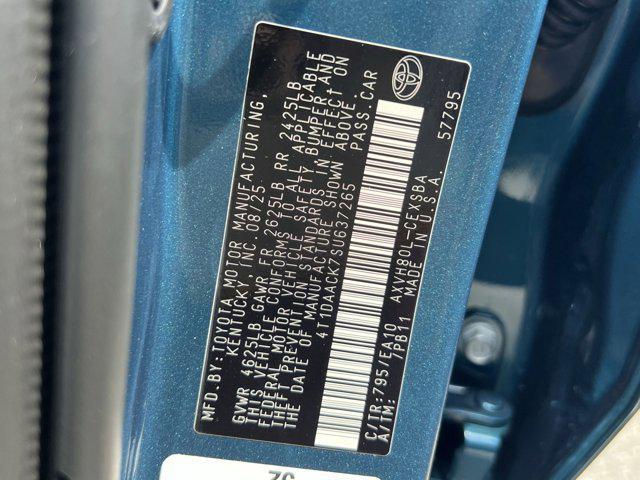 MFD. BY: TOYOTA MOTOR MANUFACTURING,
KENTUCKY, INC. 08/25
GVWR 4625LB GAWR FR 2625LB RR 2425LB
THIS VEHICLE CONFORMS TO ALL APPLICABLE
FEDERAL MOTOR VEHICLE SAFETY BUMPER, AND
THEFT PREVENTION STANDARDS IN EFFECT ON
THE DATE OF MANUFACTURE SHOWN ABOVE.
4T1DAACK7SU637265 PASS. CAR
C/TR: 795/EA10 AXVH80L-CEXSBA
A/TM: /PB11 MADE IN U.S.A.
57795